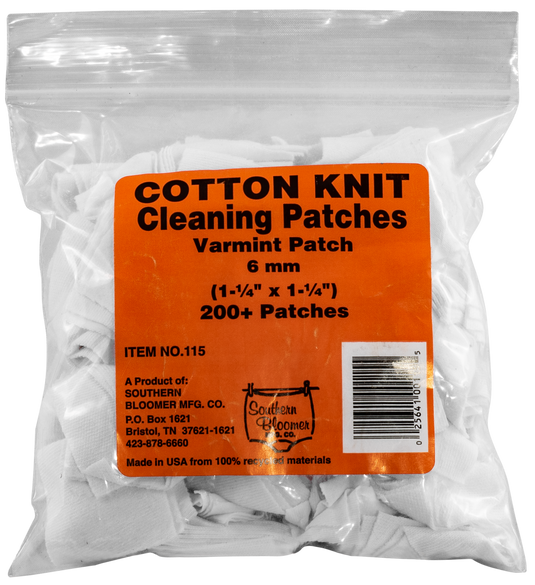 COTTON KNIT
Cleaning Patches
Varmint Patch
6 mm
(1-¼" x 1-¼")
200+ Patches
ITEM NO.115
A Product of:
SOUTHERN
BLOOMER MFG. CO.
P.O. Box 1621
Bristol, TN 37621-1621
423-878-6660
Southern
Bloomer
MFG. CO.
Made in USA from 100% recycled materials